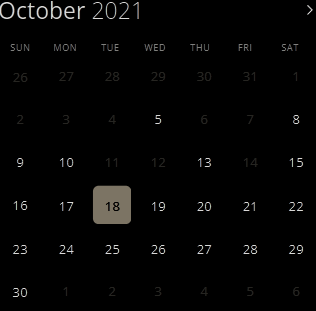 October 2021
SUN MON TUE WED THU FRI SAT
26 27 28 29 30 31 1
2 3 4 5 6 7 8
9 10 11 12 13 14 15
16 17 18 19 20 21 22
23 24 25 26 27 28 29
30 1 2 3 4 5 6